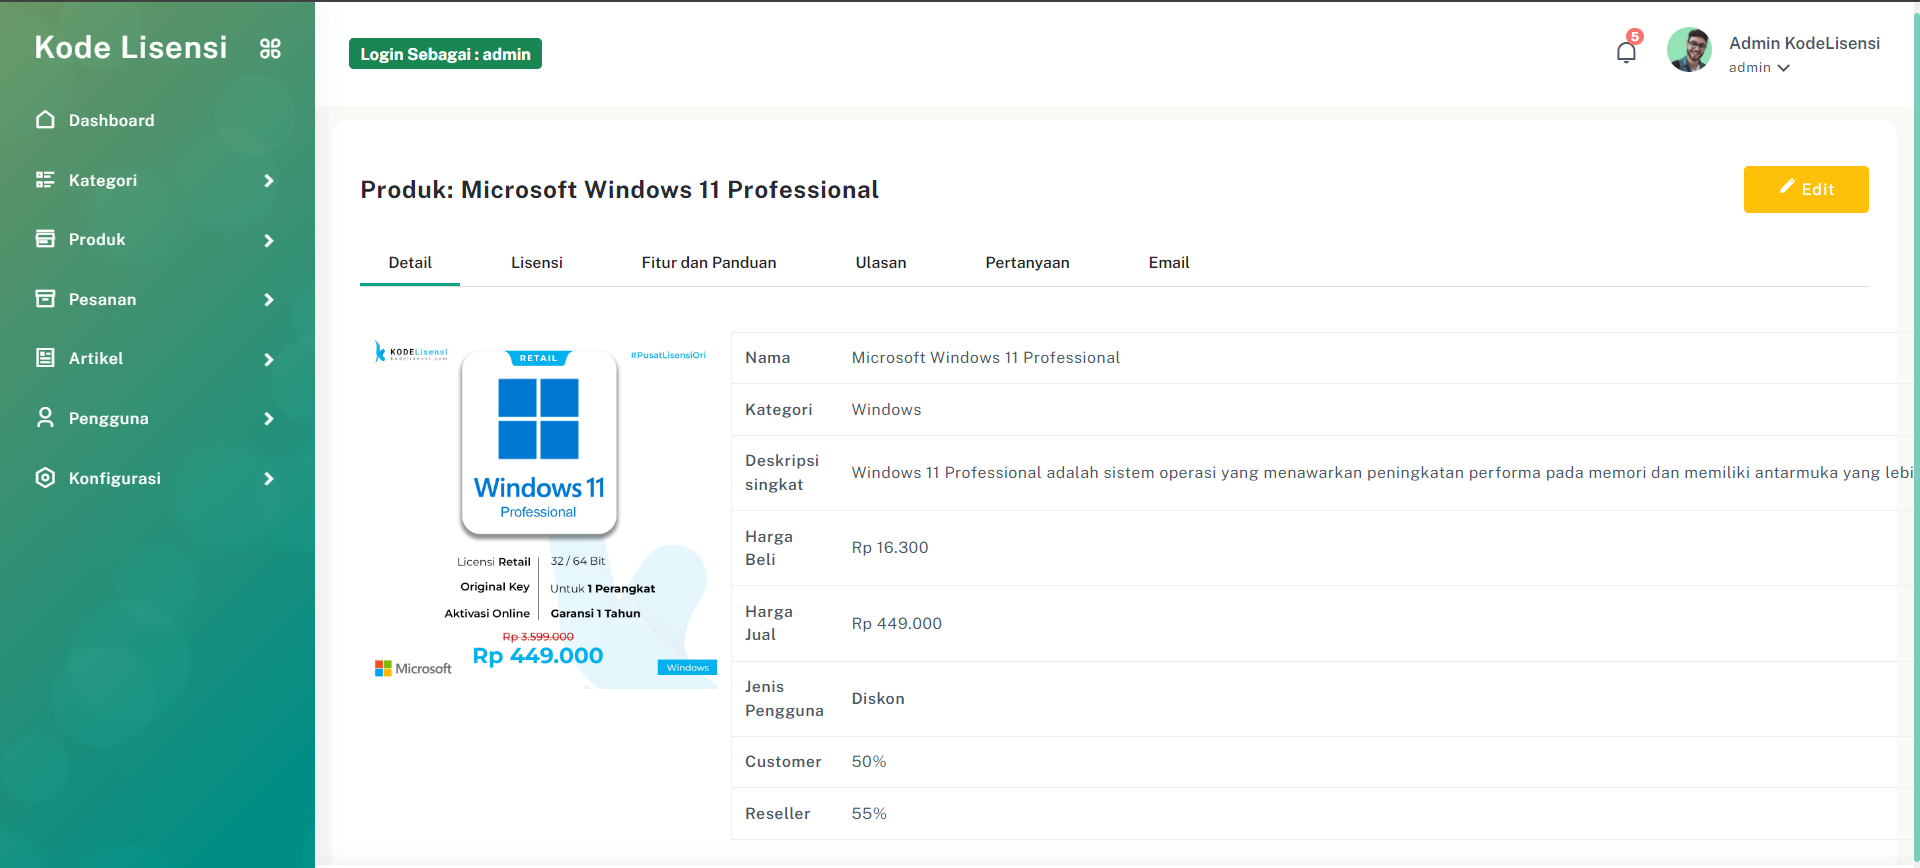 Kode Lisensi
Dashboard
Kategori
Produk
Pesanan
Artikel
Pengguna
Konfigurasi
Login Sebagai : admin
5
Admin KodeLisensi
admin
Produk: Microsoft Windows 11 Professional
Edit
Detail
Lisensi
Fitur dan Panduan
Ulasan
Pertanyaan
Email
KODELisensi
kodelisensi.com
RETAIL
#PusatLisensiOri
Windows 11
Professional
Licensi Retail
32 / 64 Bit
Original Key
Untuk 1 Perangkat
Aktivasi Online
Garansi 1 Tahun
Rp 3.599.000
Rp 449.000
Microsoft
Windows
Nama
Microsoft Windows 11 Professional
Kategori
Windows
Deskripsi
singkat
Windows 11 Professional adalah sistem operasi yang menawarkan peningkatan performa pada memori dan memiliki antarmuka yang lebi
Harga
Beli
Rp 16.300
Harga
Jual
Rp 449.000
Jenis
Pengguna
Diskon
Customer
50%
Reseller
55%